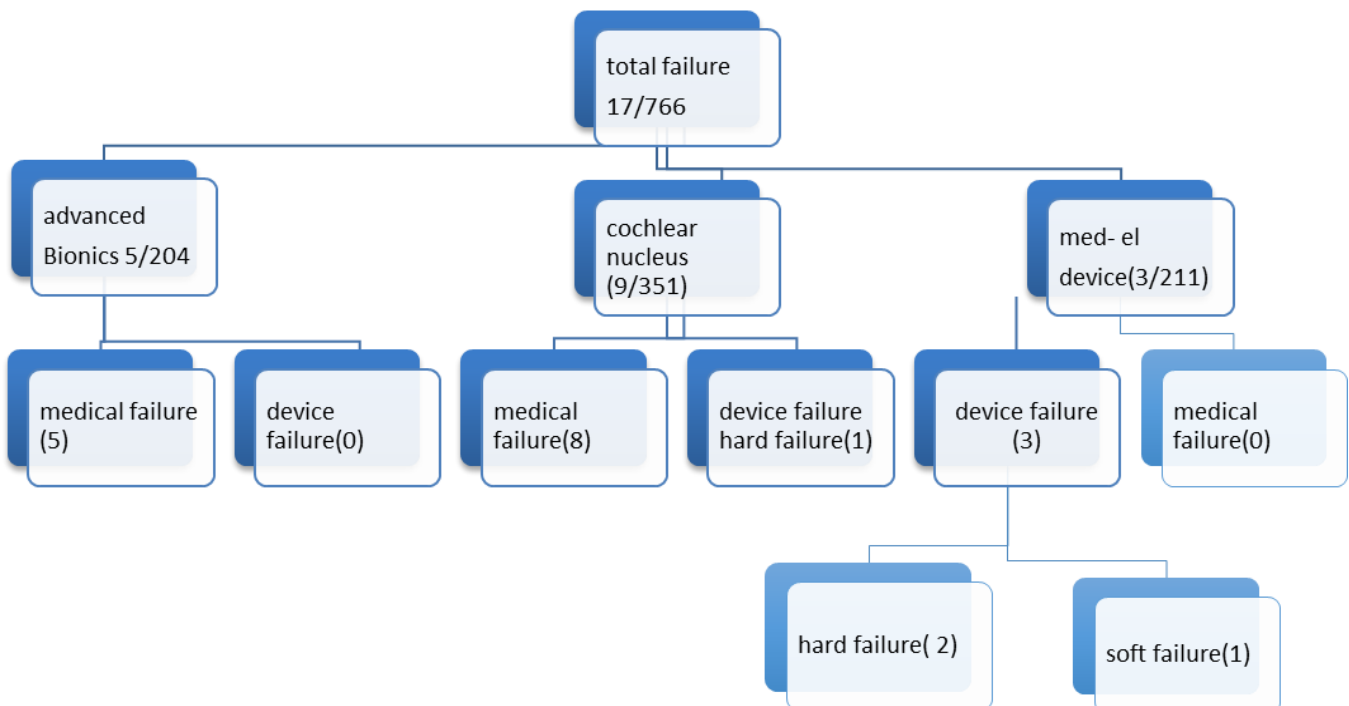 total failure
17/766
advanced
Bionics 5/204
cochlear
nucleus
(9/351)
med- el
device(3/211)
medical failure
(5)
device
failure(0)
medical
failure(8)
device failure
hard failure(1)
device failure
(3)
medical
failure(0)
hard failure( 2)
soft failure(1)